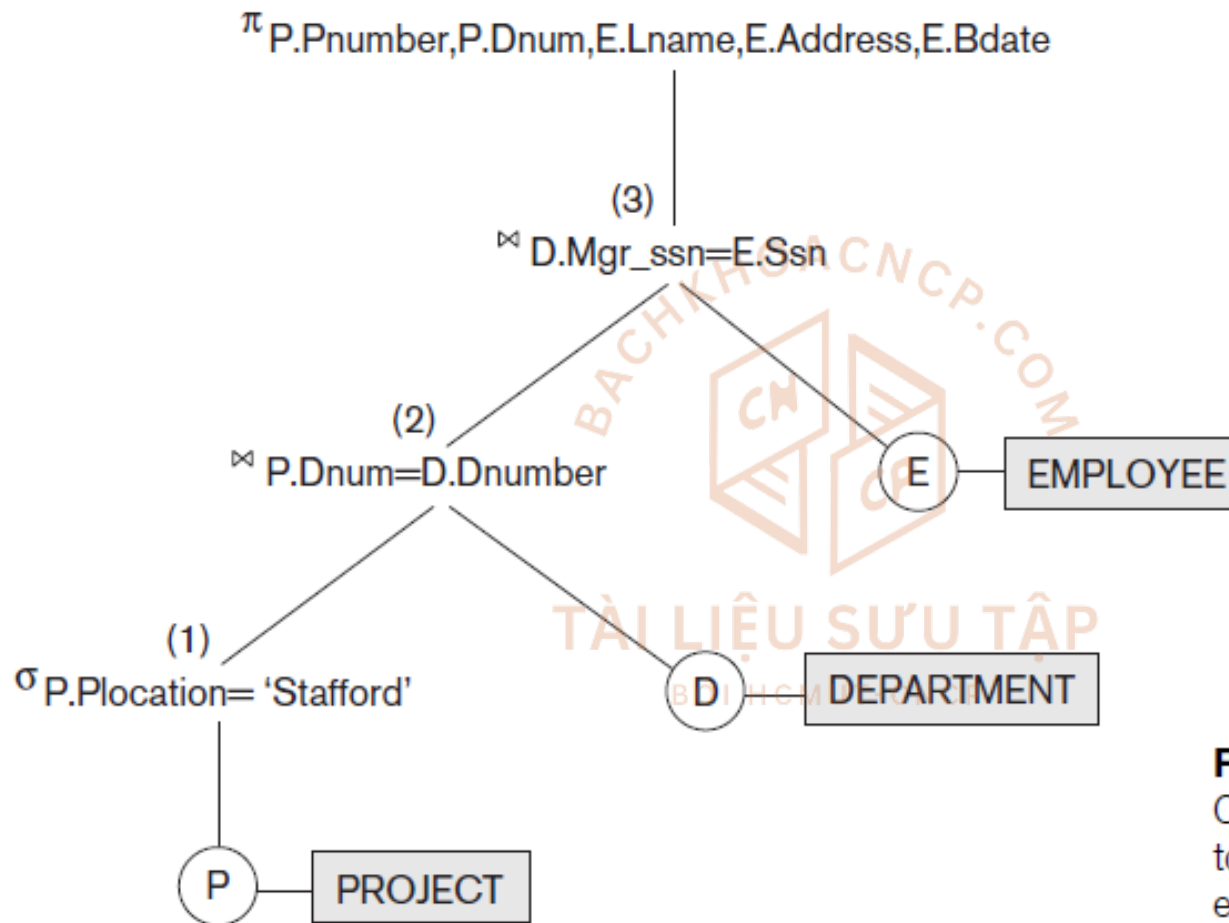 π P.Pnumber,P.Dnum,E.Lname,E.Address,E.Bdate
(3)
⋈ D.Mgr_ssn=E.Ssn
BACHKHOACNCP.COM
(2)
⋈ P.Dnum=D.Dnumber
E
EMPLOYEE
TÀI LIỆU SƯU TẬP
(1)
σ P.Plocation= ‘Stafford’
D
DEPARTMENT
P
PROJECT